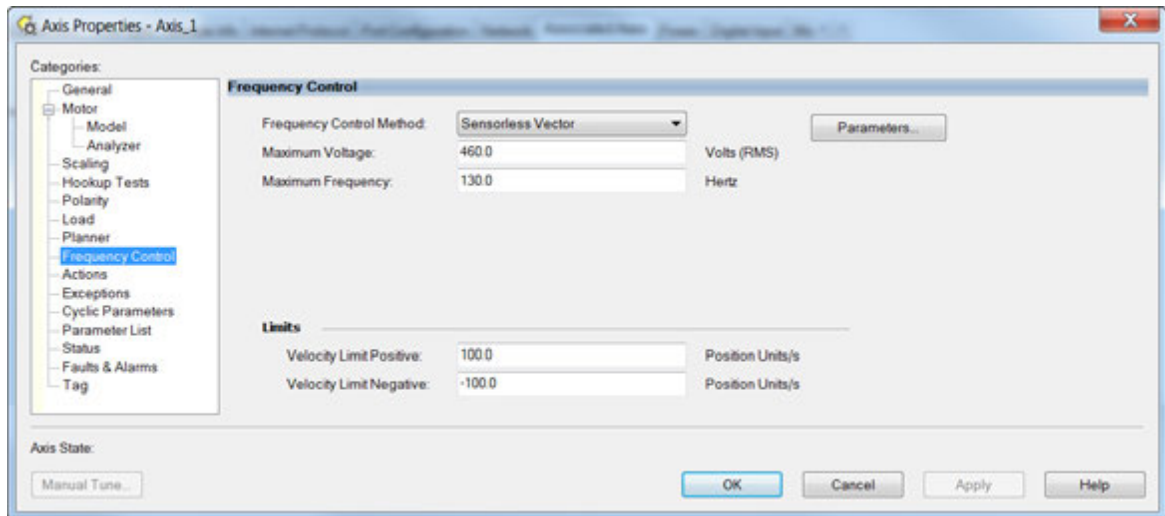 Axis Properties - Axis_1
Categories:
General
Motor
Model
Analyzer
Scaling
Hookup Tests
Polarity
Load
Planner
Frequency Control
Actions
Exceptions
Cyclic Parameters
Parameter List
Status
Faults & Alarms
Tag
Frequency Control
Frequency Control Method: Sensorless Vector Parameters...
Maximum Voltage: 460.0 Volts (RMS)
Maximum Frequency: 130.0 Hertz
Limits
Velocity Limit Positive: 100.0 Position Units/s
Velocity Limit Negative: -100.0 Position Units/s
Axis State:
Manual Tune... OK Cancel Apply Help